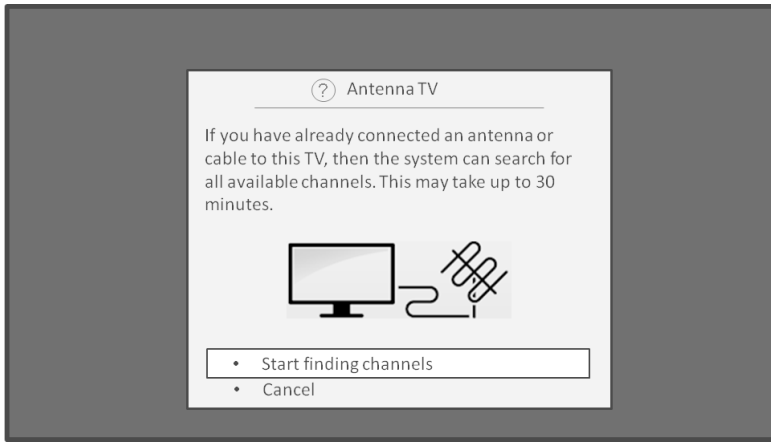 ? Antenna TV
If you have already connected an antenna or
cable to this TV, then the system can search for
all available channels. This may take up to 30
minutes.
• Start finding channels
• Cancel